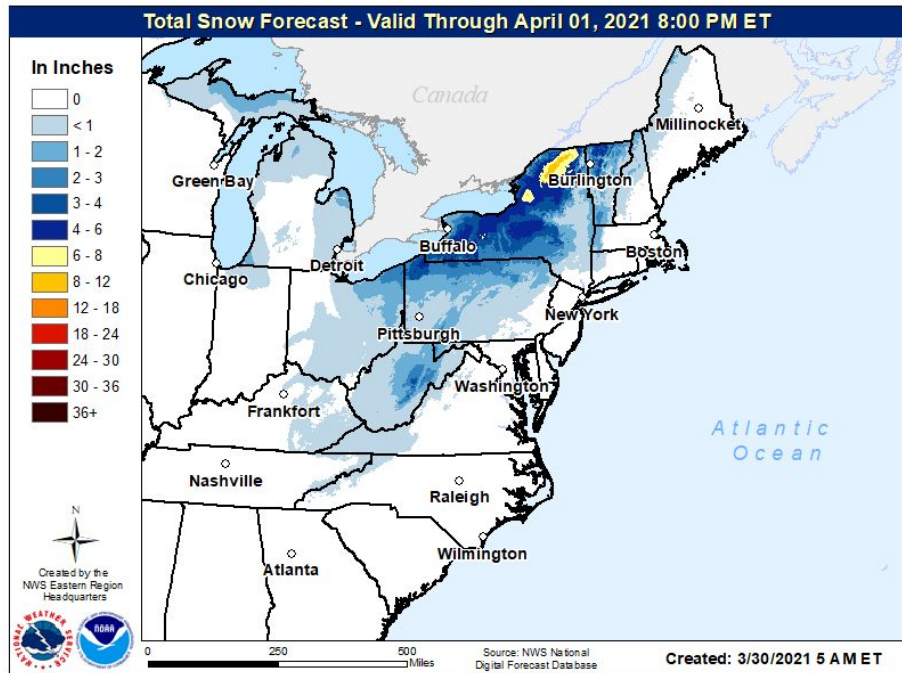 Total Snow Forecast - Valid Through April 01, 2021 8:00 PM ET
In Inches
0
< 1
1 - 2
2 - 3
3 - 4
4 - 6
6 - 8
8 - 12
12 - 18
18 - 24
24 - 30
30 - 36
36+
N
Created by the
NWS Eastern Region
Headquarters
NATIONAL WEATHER SERVICE
NOAA
Canada
Millinocket
Green Bay
Burlington
Buffalo
Boston
Detroit
Chicago
New York
Pittsburgh
Washington
Frankfort
Atlantic
Ocean
Nashville
Raleigh
Wilmington
Atlanta
0 250 500
Miles
Source: NWS National
Digital Forecast Database
Created: 3/30/2021 5 AM ET